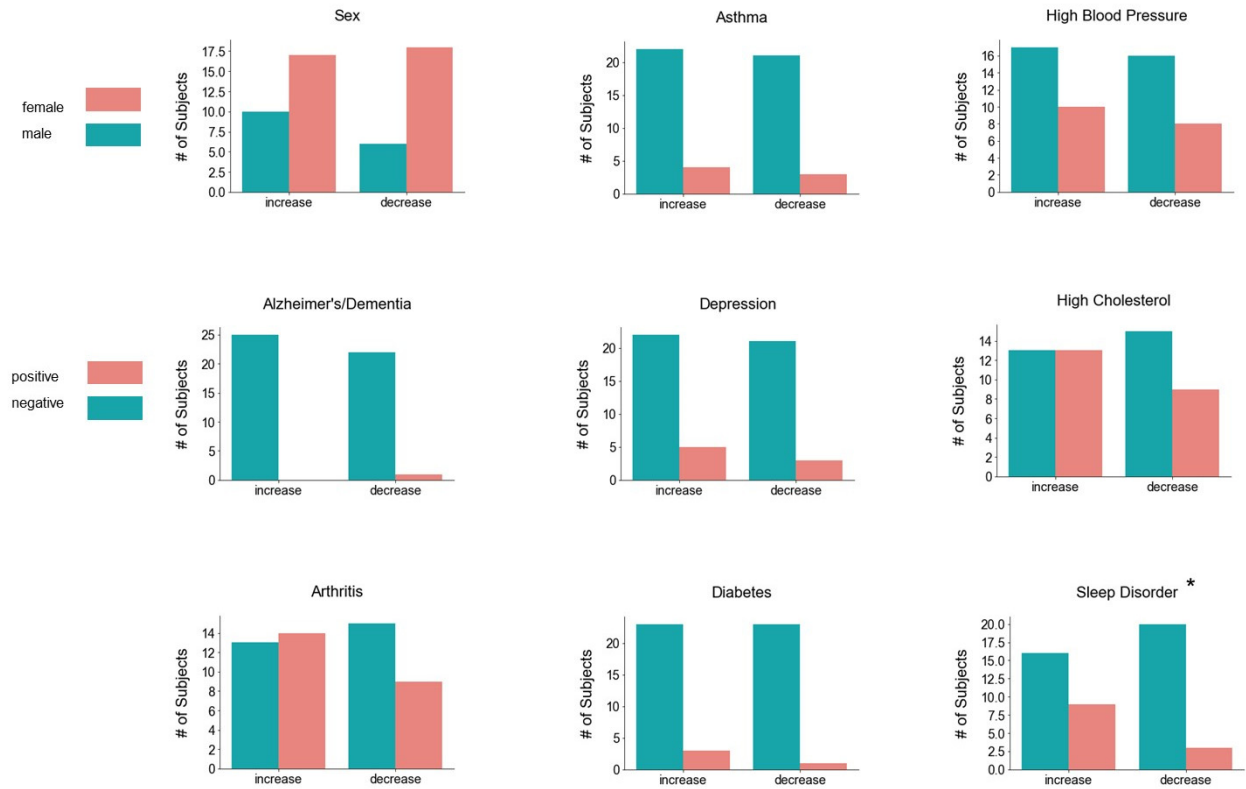 Sex
Asthma
High Blood Pressure
female
male
# of Subjects
17.5
15.0
12.5
10.0
7.5
5.0
2.5
0.0
increase decrease
# of Subjects
20
15
10
5
0
increase decrease
# of Subjects
16
14
12
10
8
6
4
2
0
increase decrease
Alzheimer's/Dementia
Depression
High Cholesterol
positive
negative
# of Subjects
25
20
25
10
5
0
increase decrease
# of Subjects
20
15
10
5
0
increase decrease
# of Subjects
14
12
10
8
6
4
2
0
increase decrease
Arthritis
Diabetes
Sleep Disorder *
# of Subjects
14
12
10
8
6
4
2
0
increase decrease
# of Subjects
20
15
10
5
0
increase decrease
# of Subjects
20.0
17.5
15.0
12.5
10.0
7.5
5.0
2.5
0.0
increase decrease